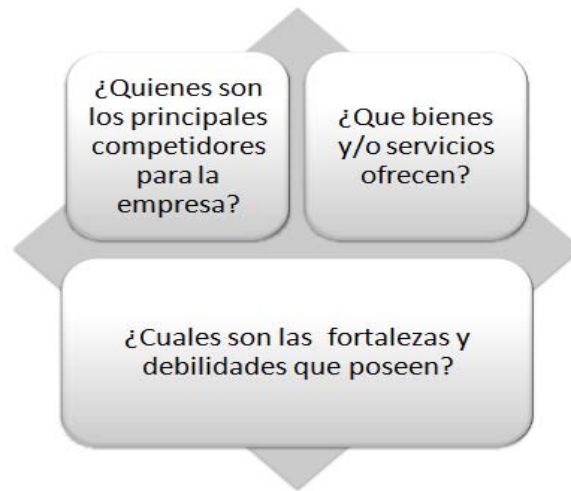 ¿Quienes son
los principales
competidores
para la
empresa?
¿Que bienes
y/o servicios
ofrecen?
¿Cuales son las fortalezas y
debilidades que poseen?